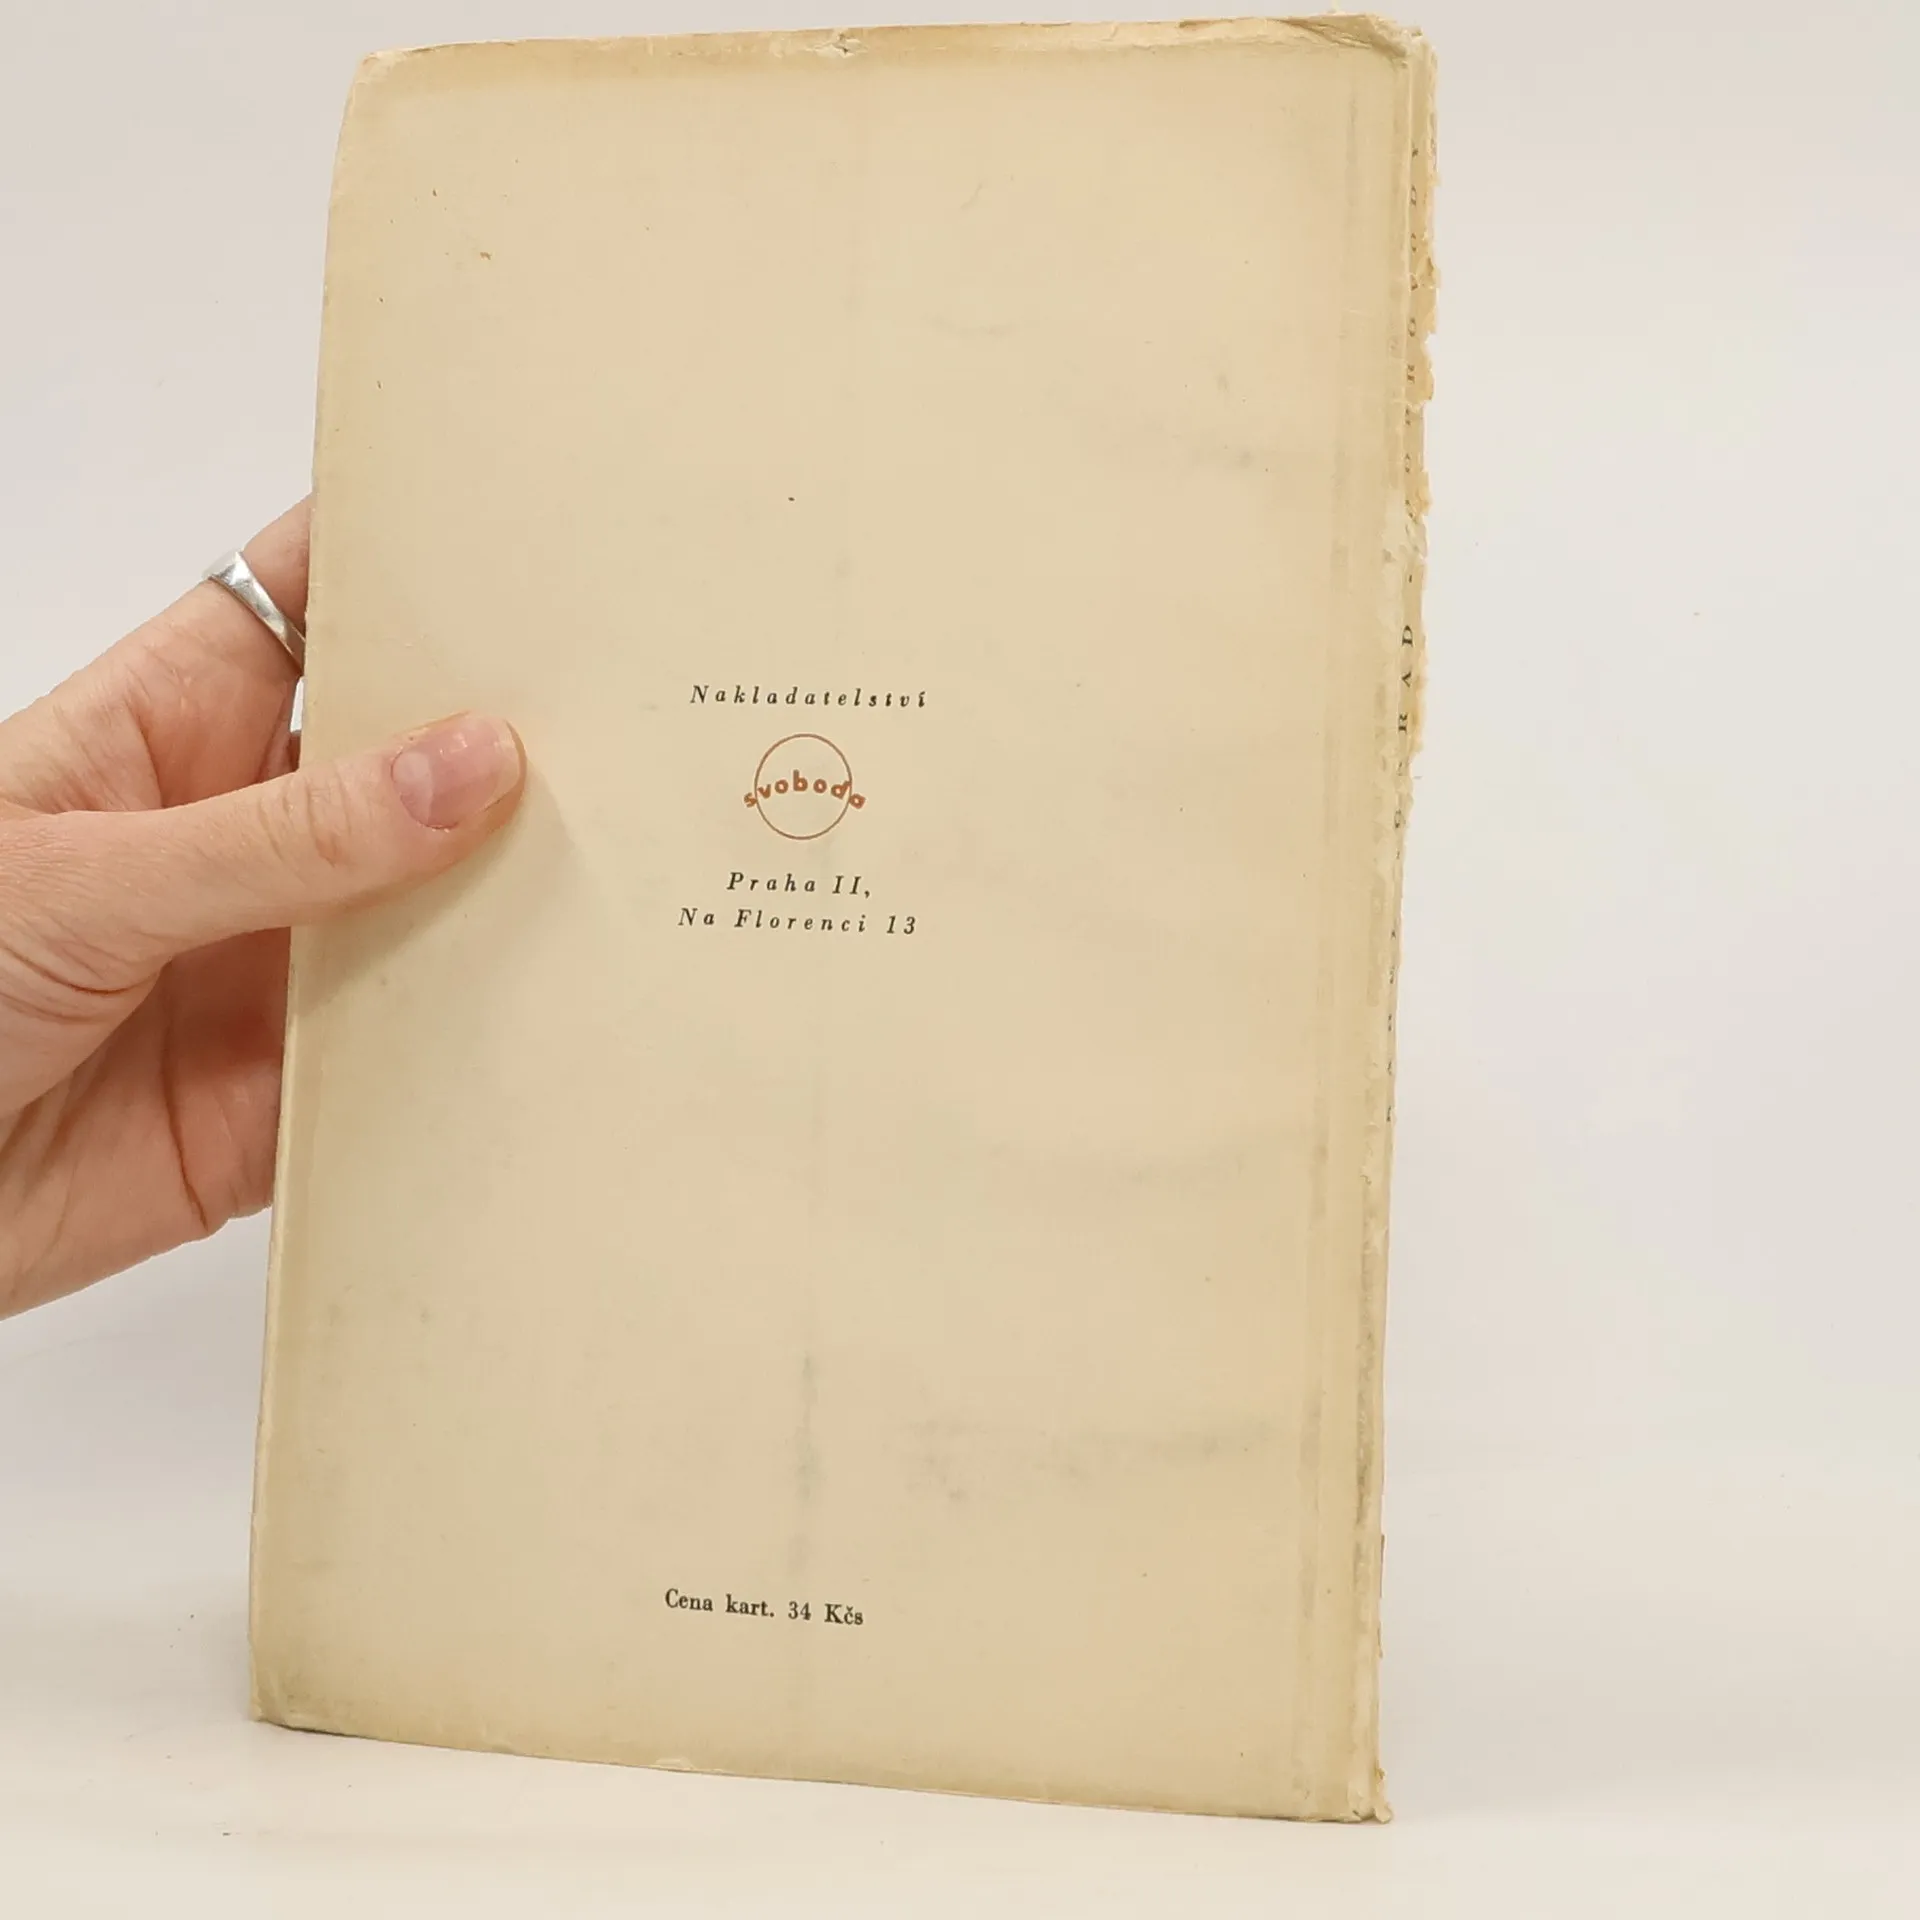 Nakladatelství
svoboda
Praha II,
Na Florenci 13
Cena kart. 34 Kčs